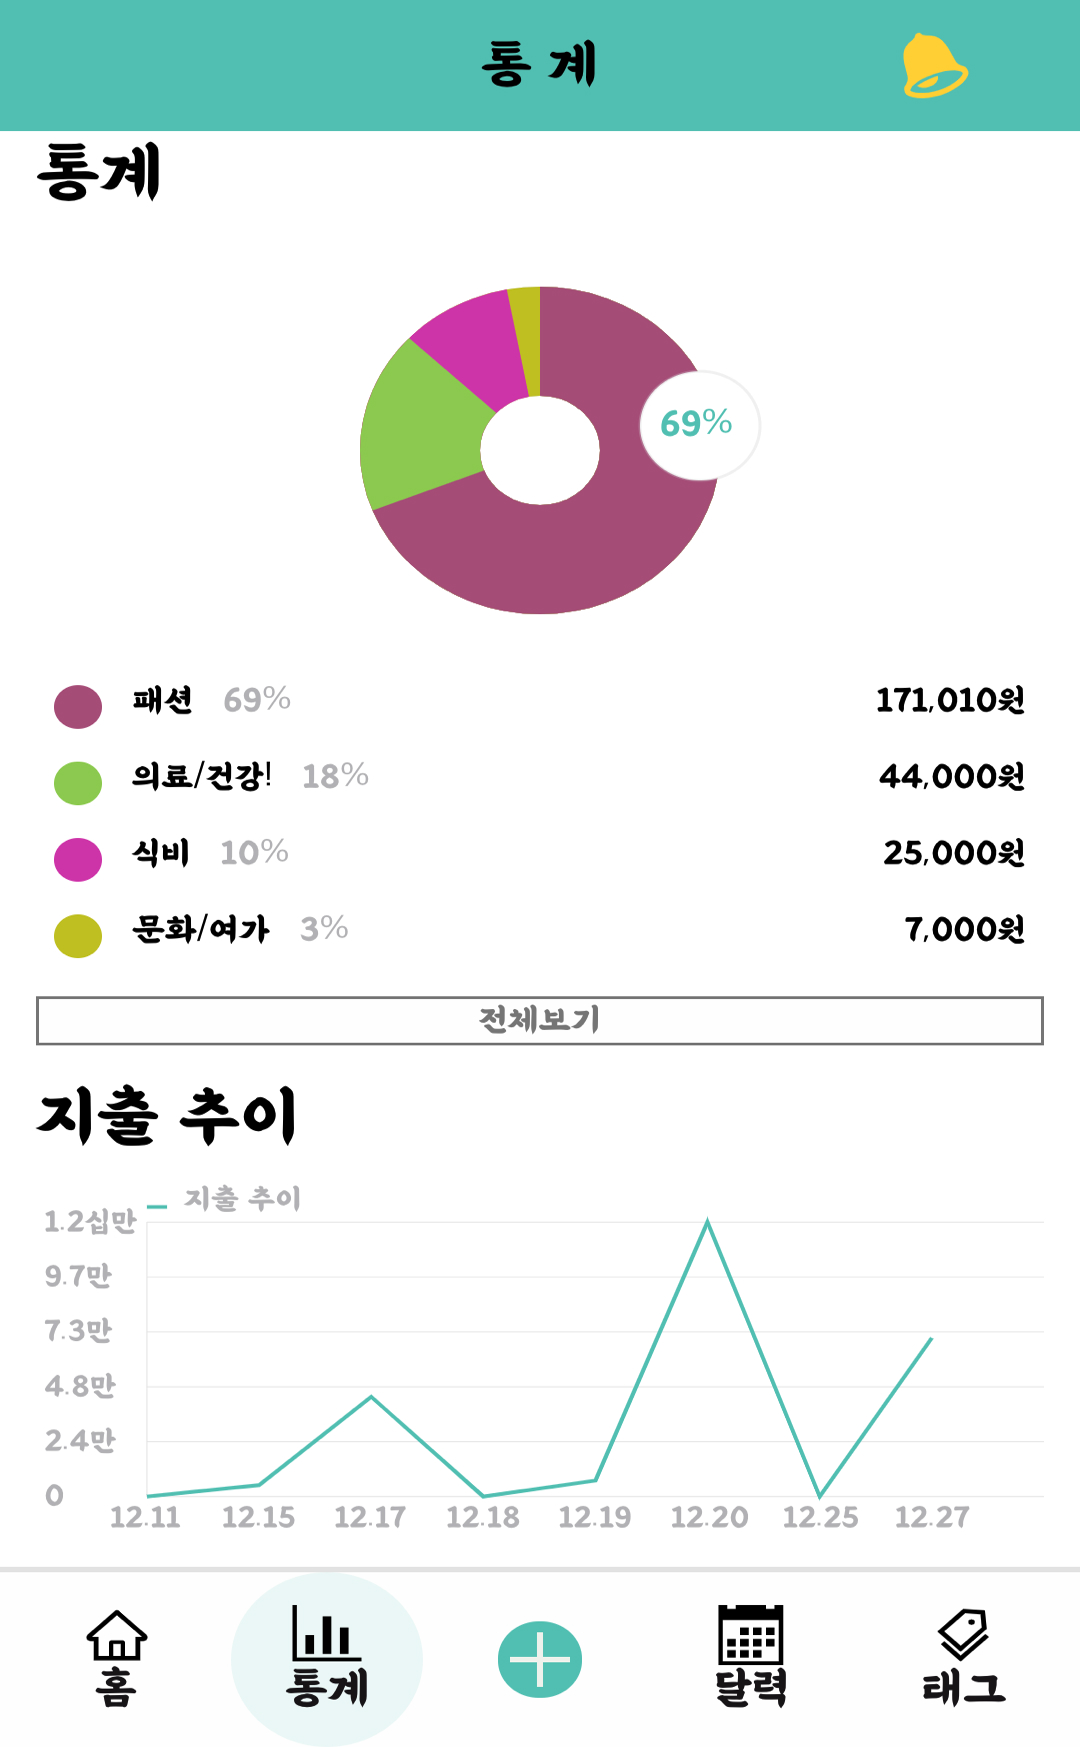 통 계
통계
69%
패션 69% 171,010원
의료/건강! 18% 44,000원
식비 10% 25,000원
문화/여가 3% 7,000원
전체보기
지출 추이
지출 추이
1.2십만
9.7만
7.3만
4.8만
2.4만
0
12.11 12.15 12.17 12.18 12.19 12.20 12.25 12.27
홈 통계 달력 태그